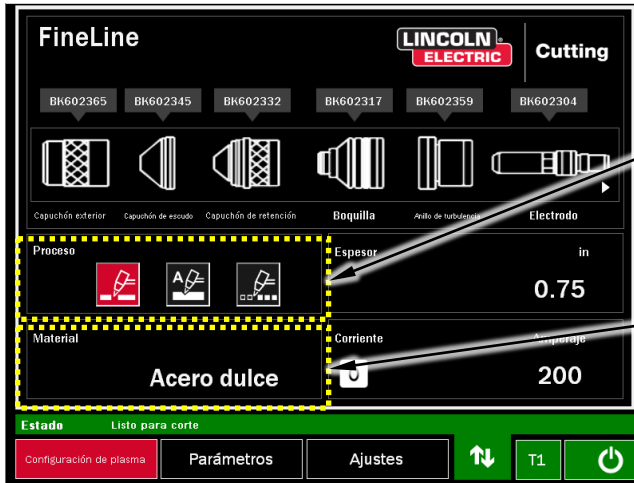 FineLine
LINCOLN
ELECTRIC
Cutting
BK602365 BK602345 BK602332 BK602317 BK602359 BK602304
Capuchón exterior Capuchón de escudo Capuchón de retención Boquilla Anillo de turbulencia Electrodo
Proceso
Espesor in
A
0.75
Material
Corriente Amperaje
Acero dulce
200
Estado Listo para corte
Configuración de plasma Parámetros Ajustes T1